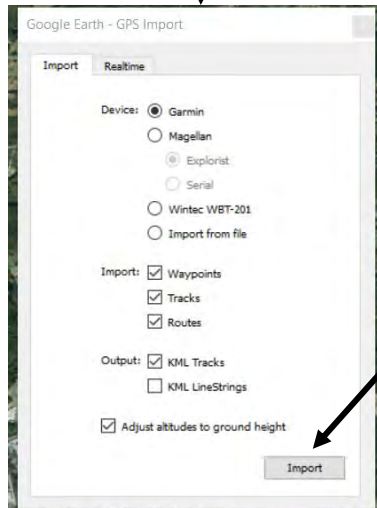 Google Earth - GPS Import
Import Realtime
Device: Garmin
Magellan
Explorist
Serial
Wintec WBT-201
Import from file
Import: Waypoints
Tracks
Routes
Output: KML Tracks
KML LineStrings
Adjust altitudes to ground height
Import